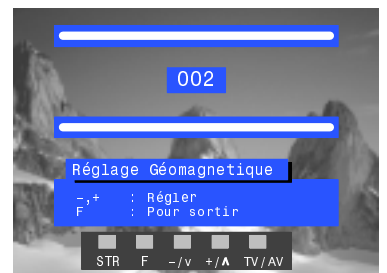 002
Réglage Géomagnetique
-,+ : Régler
F : Pour sortir
STR F -/v +/∧ TV/AV